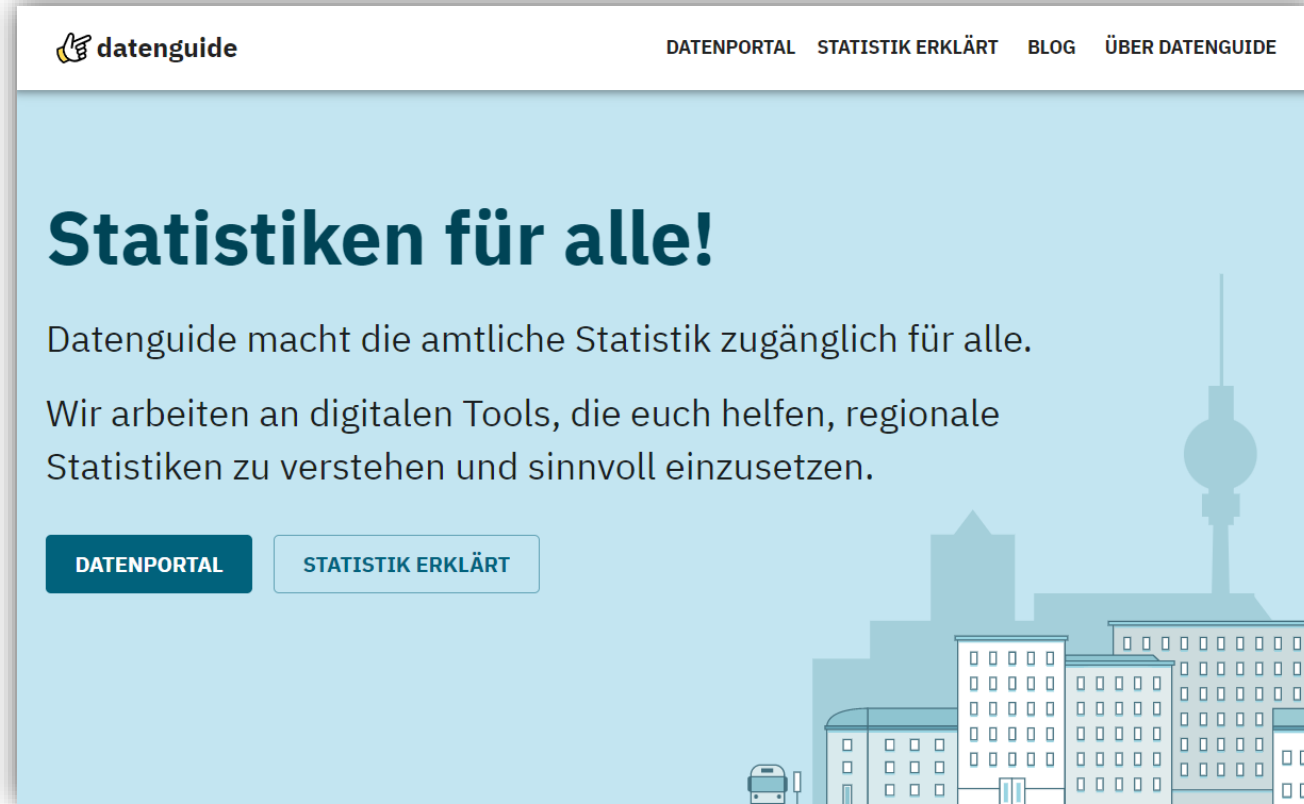 datenguide
DATENPORTAL STATISTIK ERKLÄRT BLOG ÜBER DATENGUIDE
Statistiken für alle!
Datenguide macht die amtliche Statistik zugänglich für alle.
Wir arbeiten an digitalen Tools, die euch helfen, regionale
Statistiken zu verstehen und sinnvoll einzusetzen.
DATENPORTAL
STATISTIK ERKLÄRT